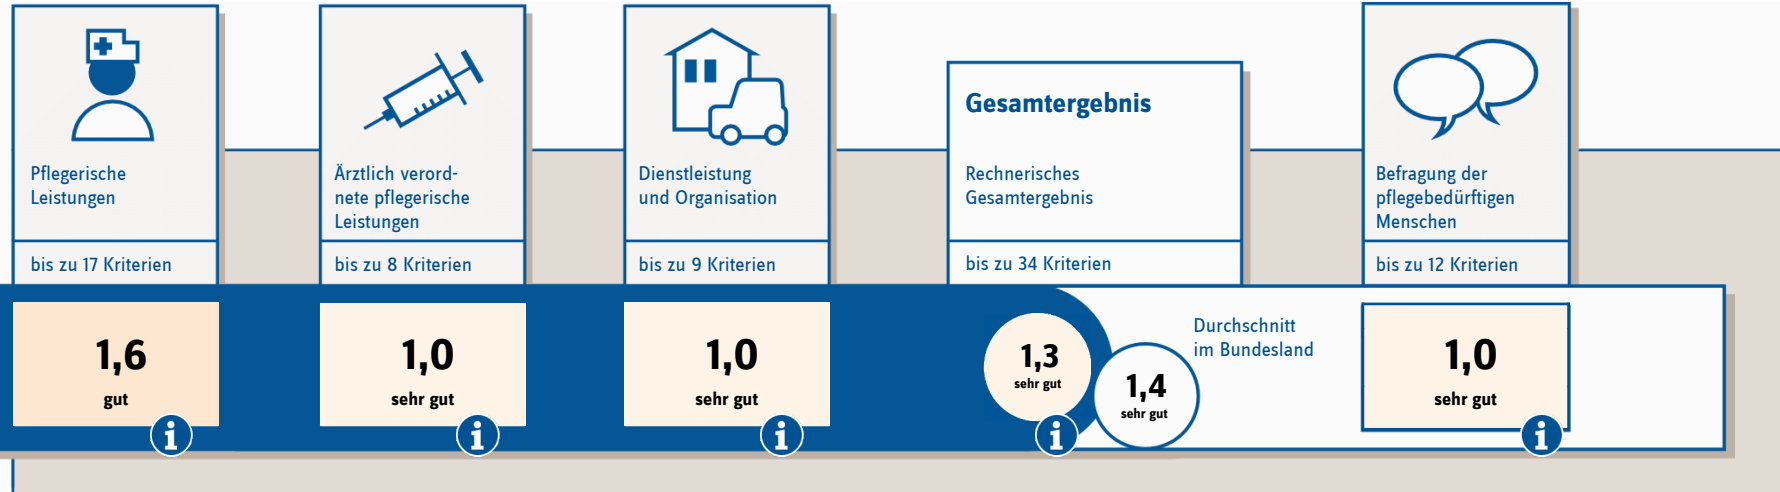 Pflegerische
Leistungen
bis zu 17 Kriterien
1,6
gut
i
Ärztlich verord-
nete pflegerische
Leistungen
bis zu 8 Kriterien
1,0
sehr gut
i
Dienstleistung
und Organisation
bis zu 9 Kriterien
1,0
sehr gut
i
Gesamtergebnis
Rechnerisches
Gesamtergebnis
bis zu 34 Kriterien
1,3
sehr gut
i
Durchschnitt
im Bundesland
1,4
sehr gut
Befragung der
pflegebedürftigen
Menschen
bis zu 12 Kriterien
1,0
sehr gut
i